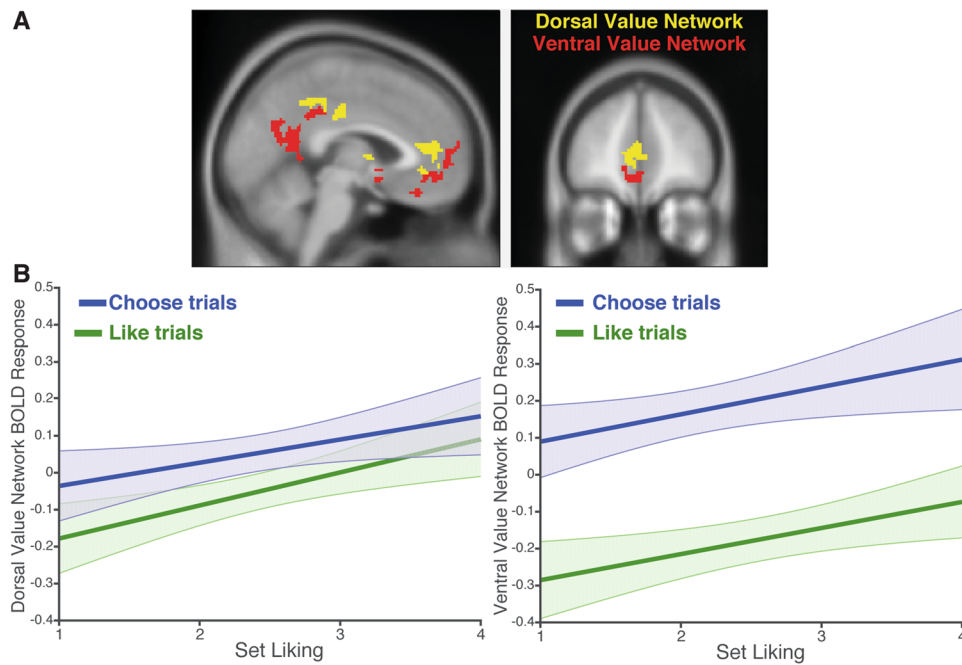 A
Dorsal Value Network
Ventral Value Network
B
Dorsal Value Network BOLD Response
0.5
0.4
0.3
0.2
0.1
0
-0.1
-0.2
-0.3
-0.4
Choose trials
Like trials
1
2
3
4
Set Liking
Ventral Value Network BOLD Response
0.5
0.4
0.3
0.2
0.1
0
-0.1
-0.2
-0.3
-0.4
Choose trials
Like trials
1
2
3
4
Set Liking